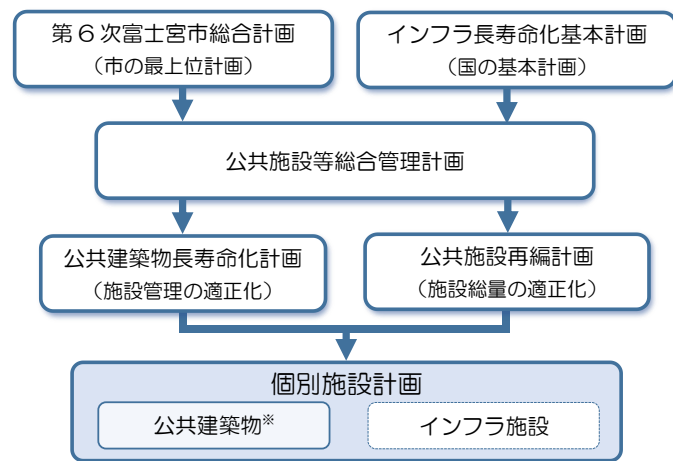 第6次富士宮市総合計画
（市の最上位計画）
インフラ長寿命化基本計画
（国の基本計画）
公共施設等総合管理計画
公共建築物長寿命化計画
（施設管理の適正化）
公共施設再編計画
（施設総量の適正化）
個別施設計画
公共建築物※
インフラ施設